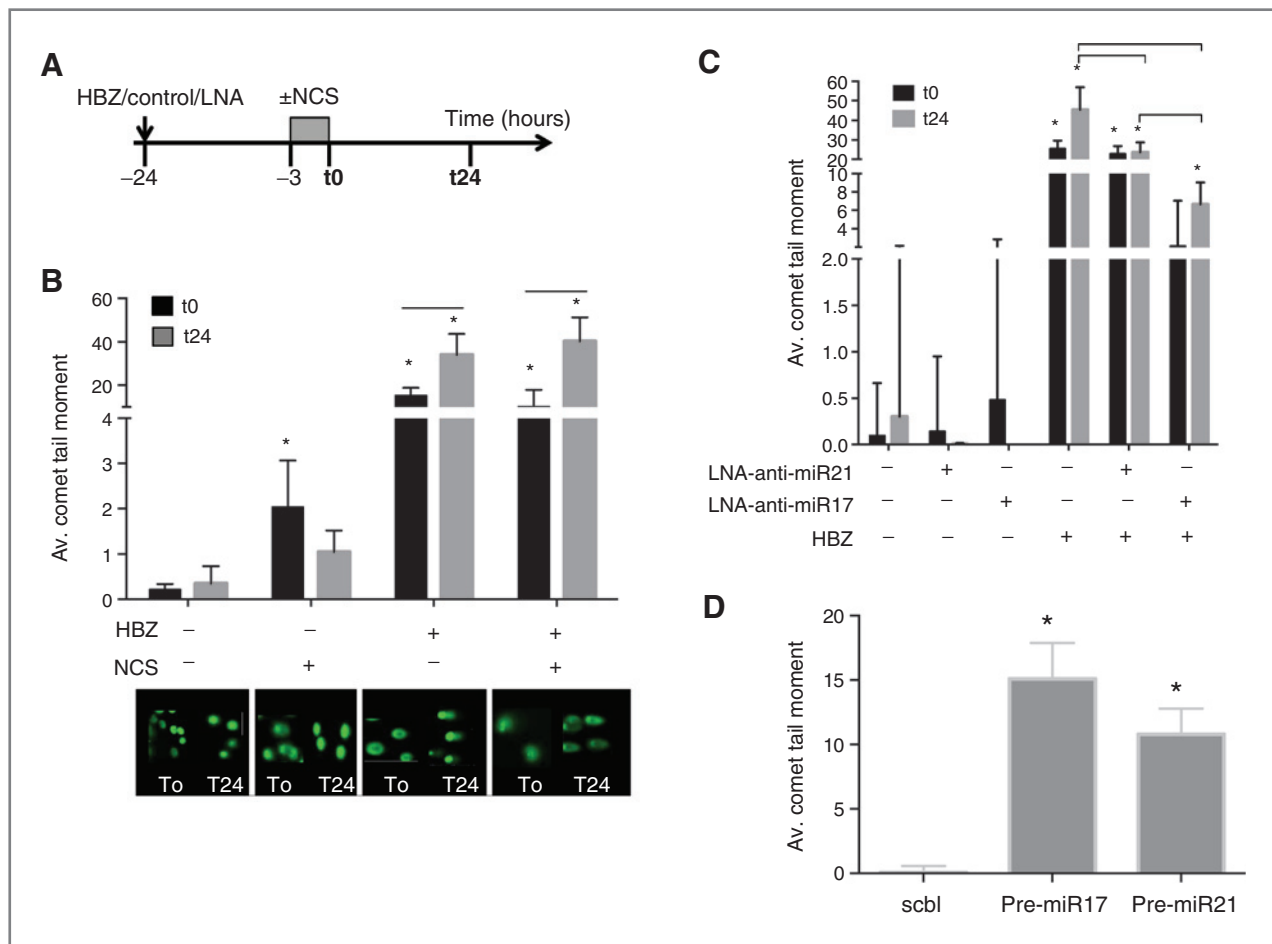 A
HBZ/control/LNA
±NCS
Time (hours)
–24
–3
t0
t24
B
t0
t24
Av. comet tail moment
60
40
20
4
3
2
1
0
* * * * *
HBZ – – + +
NCS – + – +
To T24 To T24 To T24 To T24
C
t0
t24
Av. comet tail moment
60
50
40
30
20
10
8
6
4
2.0
1.5
1.0
0.5
0.0
* * * * *
LNA-anti-miR21 – + – – + –
LNA-anti-miR17 – – + – – +
HBZ – – – + + +
D
Av. comet tail moment
20
15
10
5
0
* *
scbl Pre-miR17 Pre-miR21